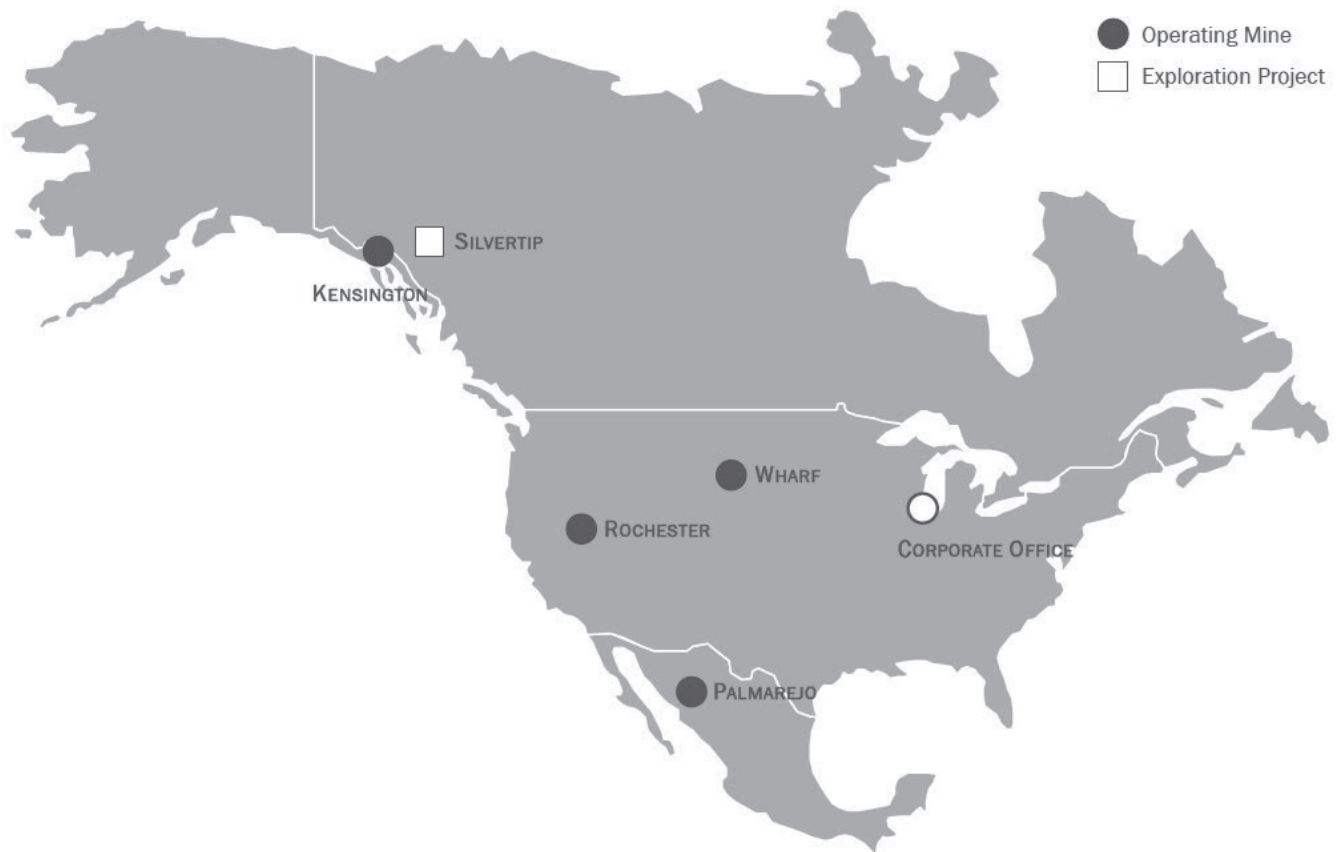 Operating Mine
Exploration Project
SILVERTIP
KENSINGTON
WHARF
ROCHESTER
CORPORATE OFFICE
PALMAREJO